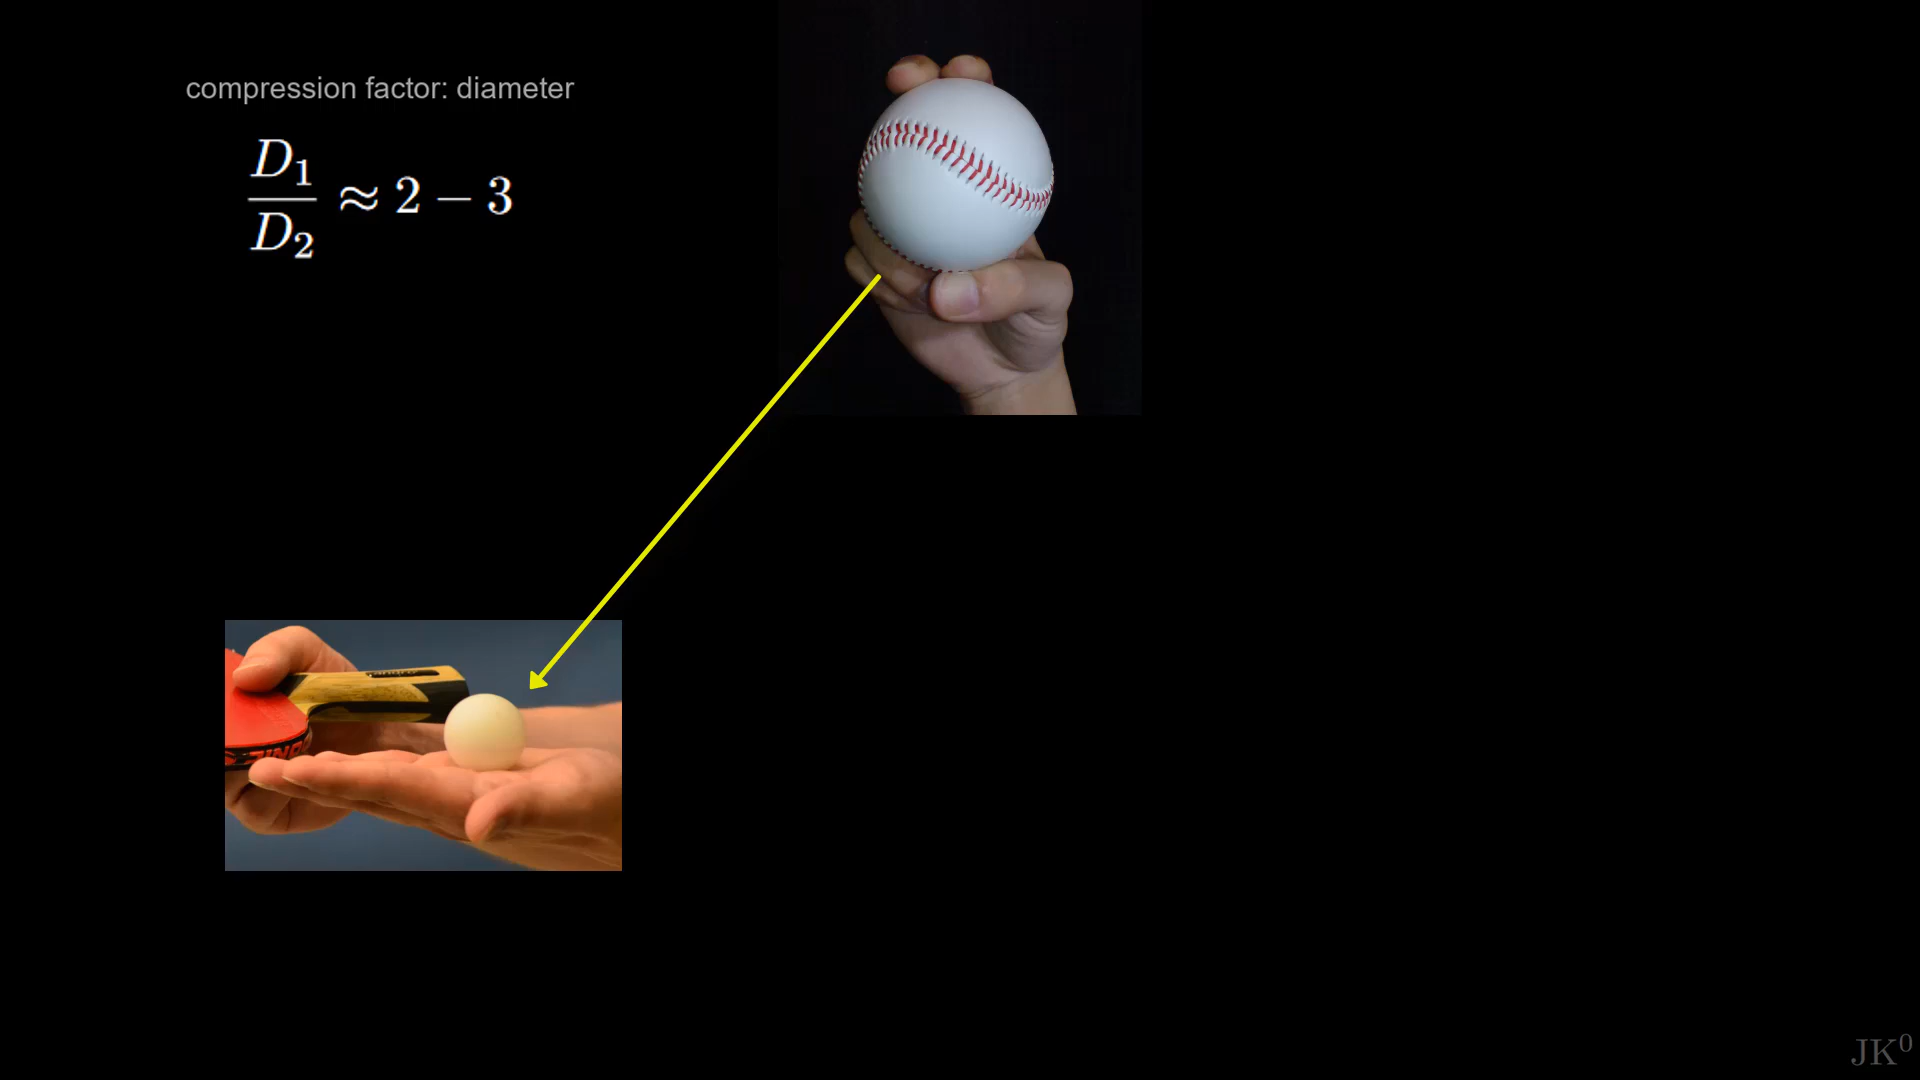 compression factor: diameter
D₁/D₂ ≈ 2 − 3
JK⁰